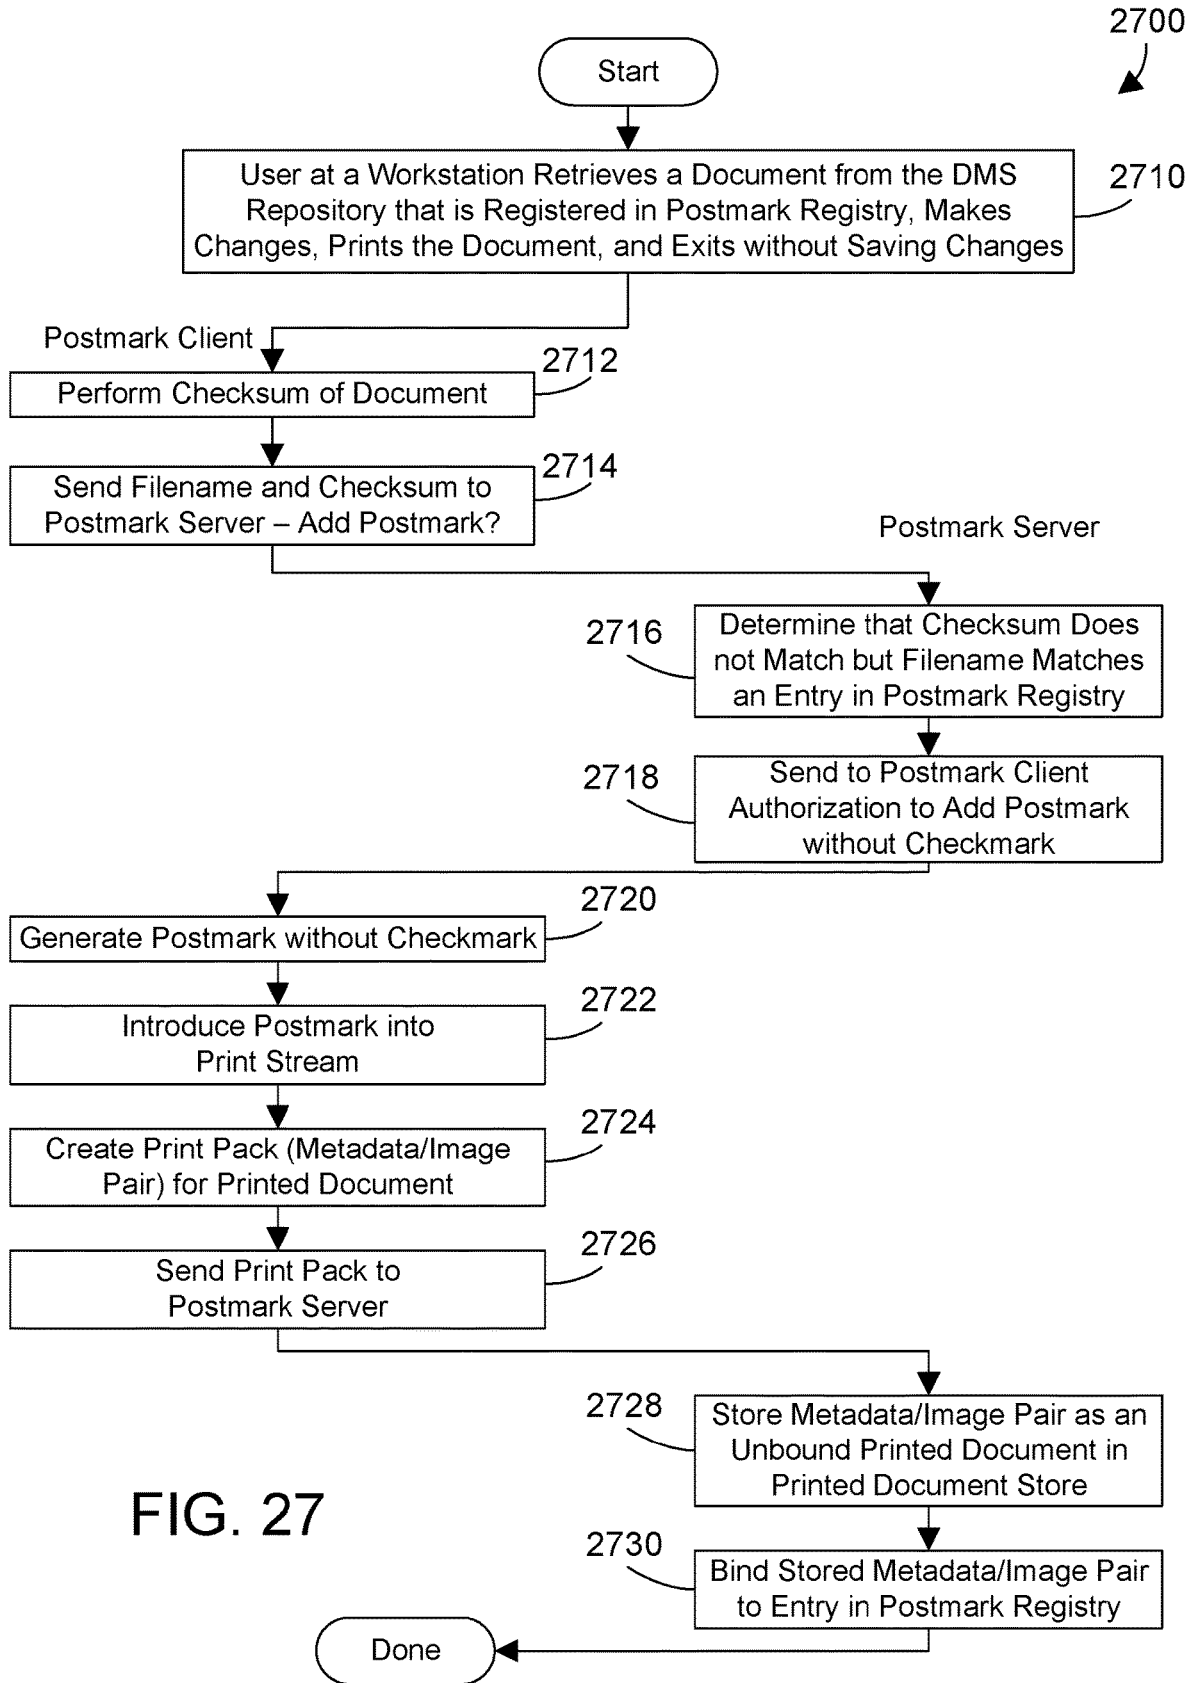 2700
Start
User at a Workstation Retrieves a Document from the DMS
Repository that is Registered in Postmark Registry, Makes
Changes, Prints the Document, and Exits without Saving Changes
2710
Postmark Client
2712
Perform Checksum of Document
2714
Send Filename and Checksum to
Postmark Server – Add Postmark?
Postmark Server
2716
Determine that Checksum Does
not Match but Filename Matches
an Entry in Postmark Registry
2718
Send to Postmark Client
Authorization to Add Postmark
without Checkmark
2720
Generate Postmark without Checkmark
2722
Introduce Postmark into
Print Stream
2724
Create Print Pack (Metadata/Image
Pair) for Printed Document
2726
Send Print Pack to
Postmark Server
2728
Store Metadata/Image Pair as an
Unbound Printed Document in
Printed Document Store
FIG. 27
2730
Bind Stored Metadata/Image Pair
to Entry in Postmark Registry
Done